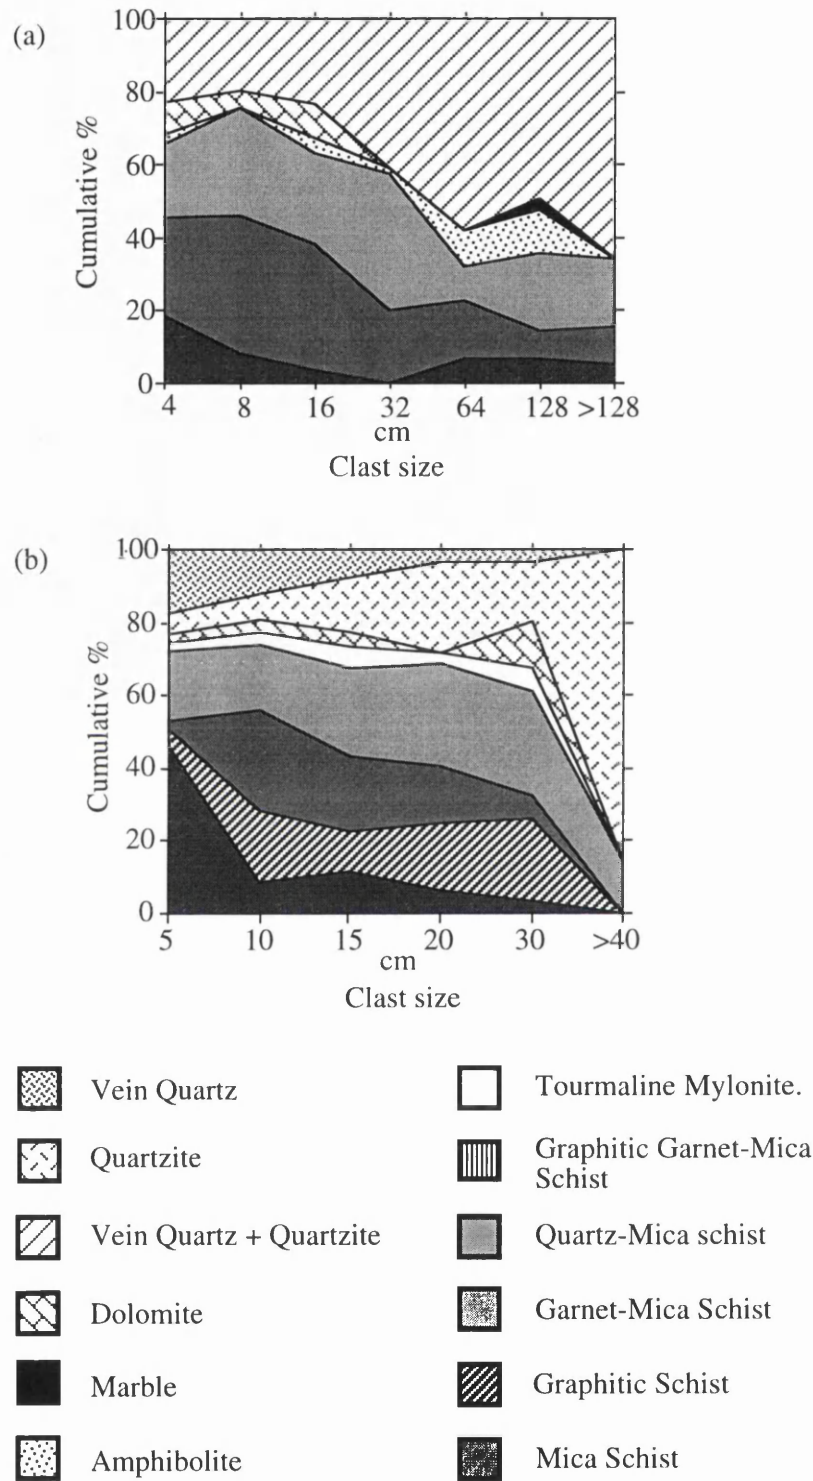 (a)
Cumulative %
100
80
60
40
20
0
4 8 16 32 64 128 >128
cm
Clast size
(b)
Cumulative %
100
80
60
40
20
0
5 10 15 20 30 >40
cm
Clast size
Vein Quartz
Quartzite
Vein Quartz + Quartzite
Dolomite
Marble
Amphibolite
Tourmaline Mylonite.
Graphitic Garnet-Mica
Schist
Quartz-Mica schist
Garnet-Mica Schist
Graphitic Schist
Mica Schist